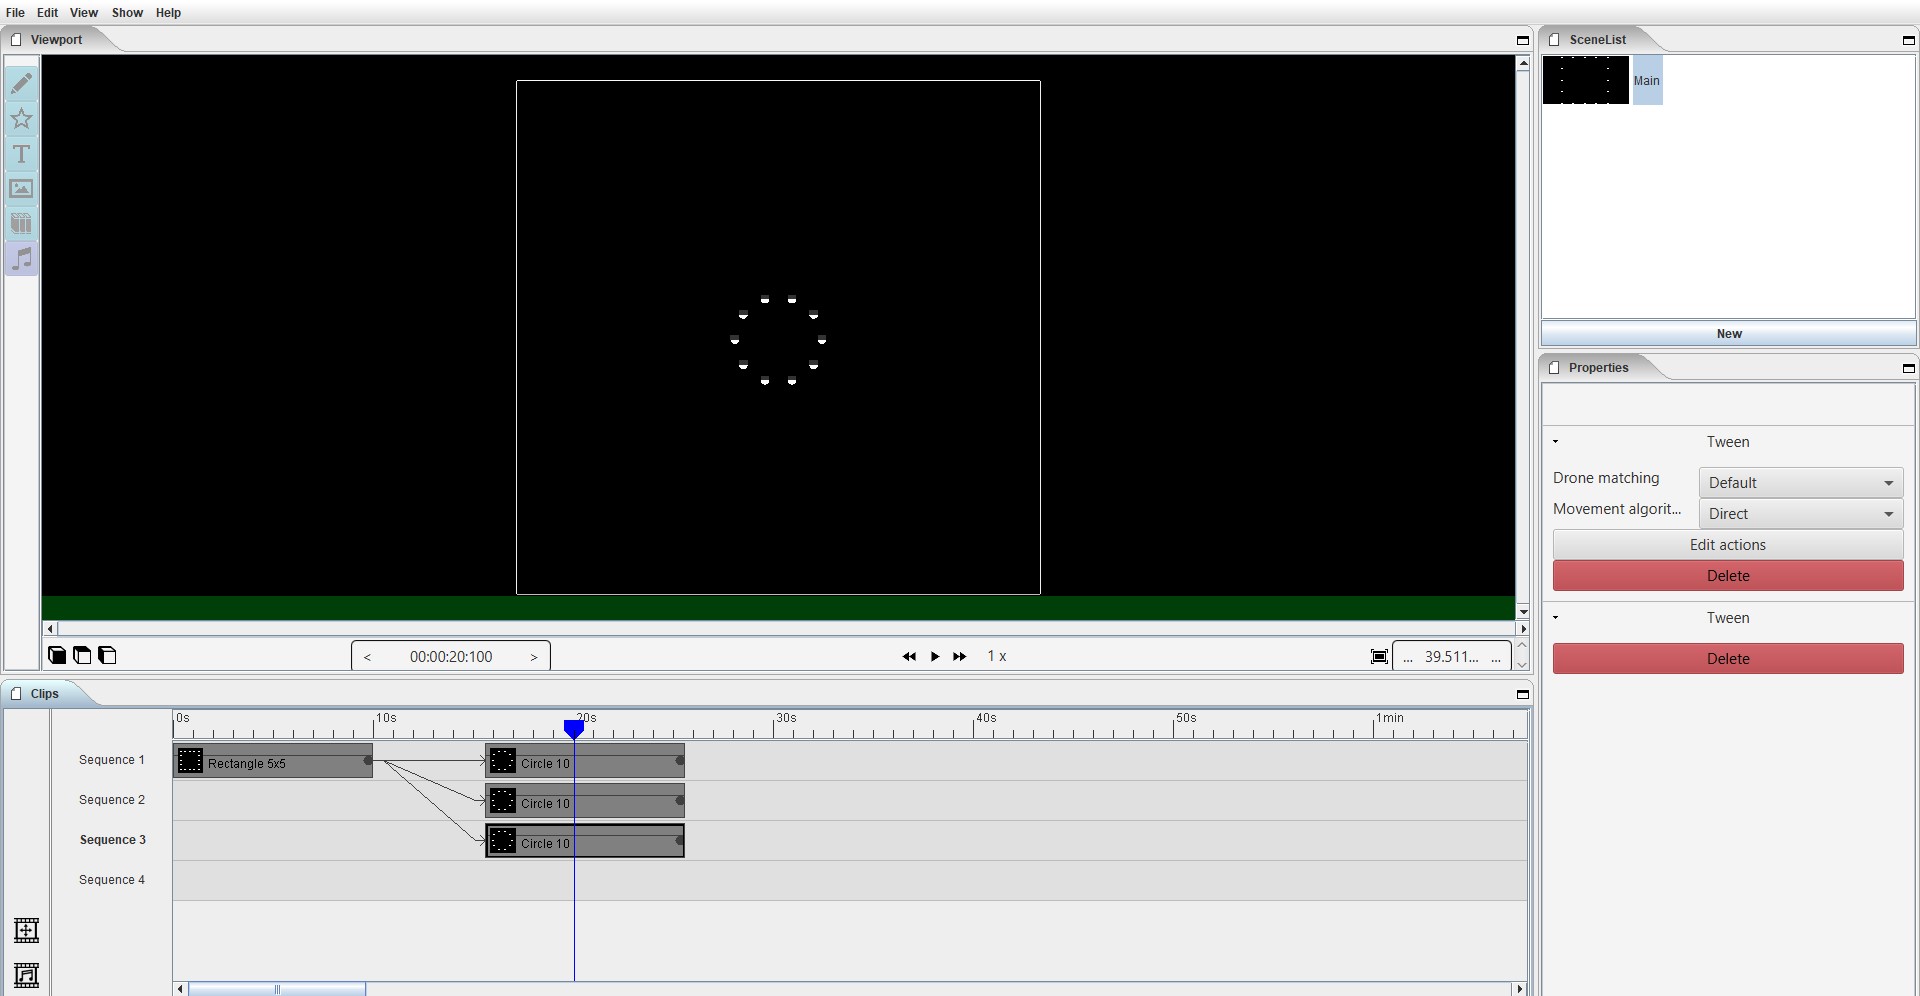 File Edit View Show Help
Viewport
SceneList
Main
New
Properties
Tween
Drone matching Default
Movement algorit... Direct
Edit actions
Delete
Tween
Delete
< 00:00:20:100 >
1 x
... 39.511... ...
Clips
0s 10s 20s 30s 40s 50s 1min
Sequence 1 Rectangle 5x5 Circle 10
Sequence 2 Circle 10
Sequence 3 Circle 10
Sequence 4